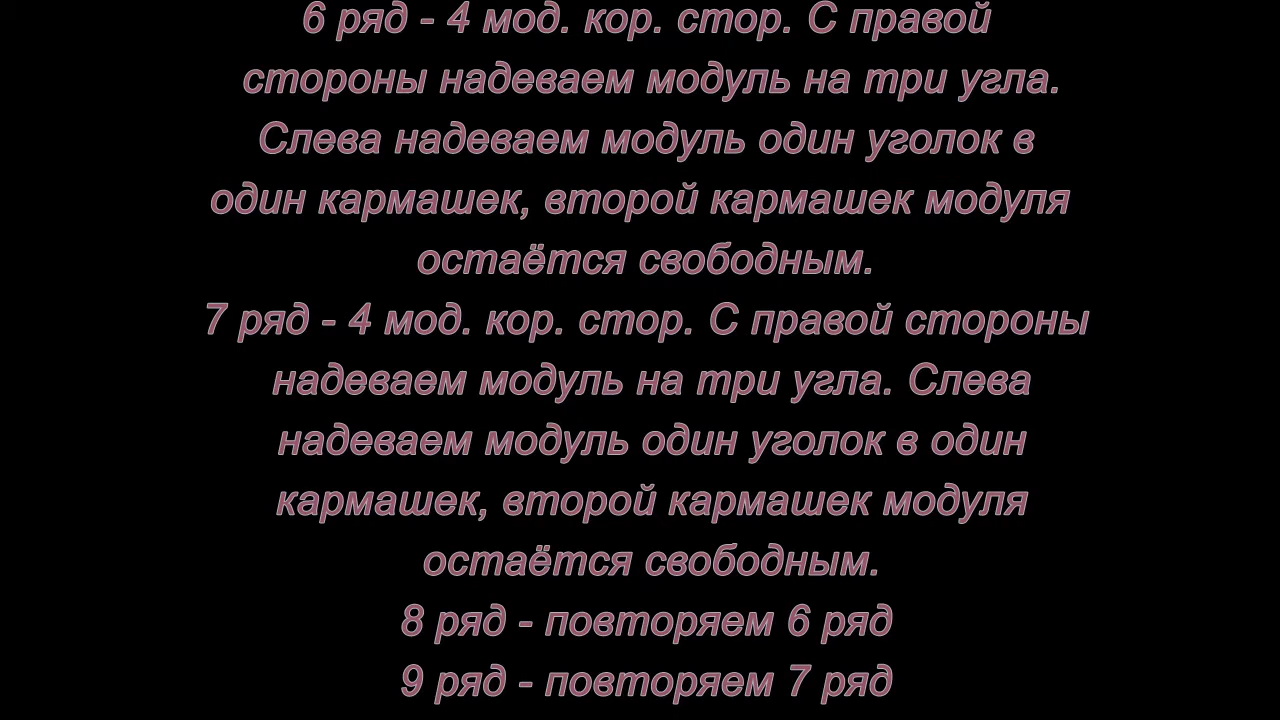 6 ряд - 4 мод. кор. стор. С правой
стороны надеваем модуль на три угла.
Слева надеваем модуль один уголок в
один кармашек, второй кармашек модуля
остаётся свободным.
7 ряд - 4 мод. кор. стор. С правой стороны
надеваем модуль на три угла. Слева
надеваем модуль один уголок в один
кармашек, второй кармашек модуля
остаётся свободным.
8 ряд - повторяем 6 ряд
9 ряд - повторяем 7 ряд